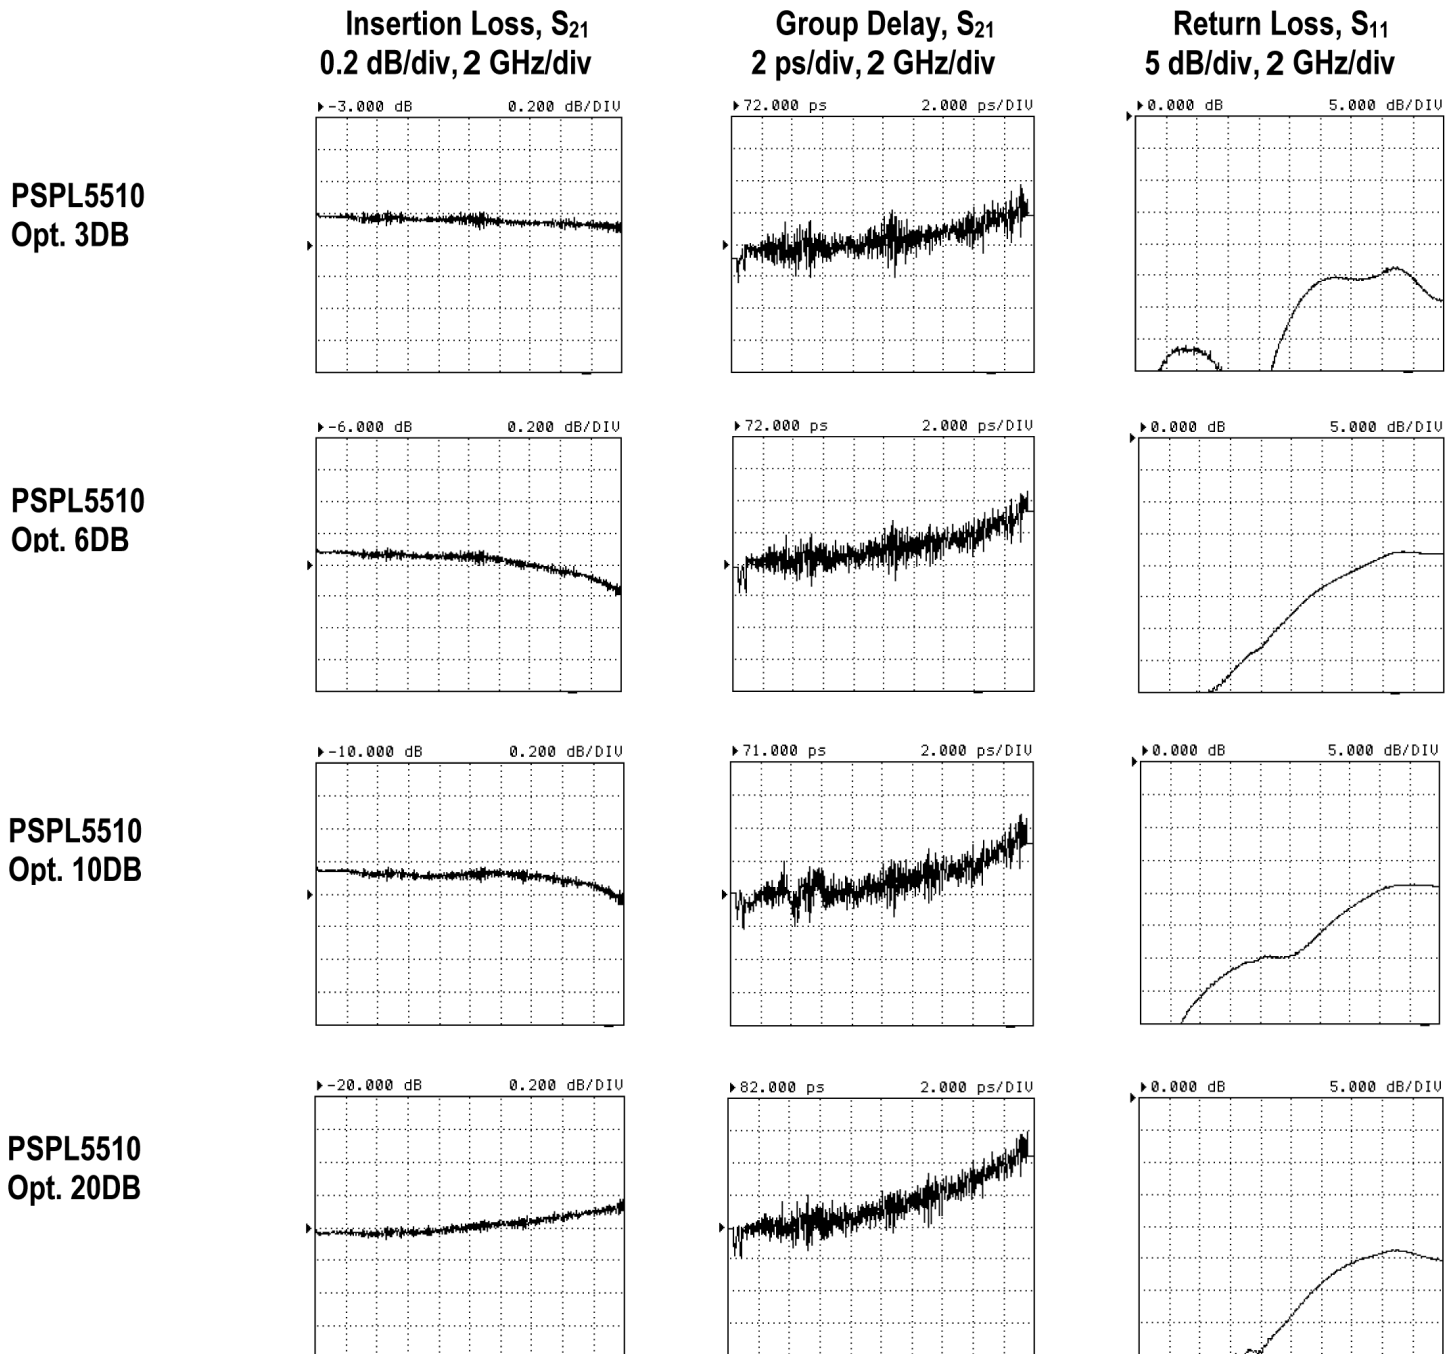 Insertion Loss, S21
0.2 dB/div, 2 GHz/div
Group Delay, S21
2 ps/div, 2 GHz/div
Return Loss, S11
5 dB/div, 2 GHz/div
PSPL5510
Opt. 3DB
-3.000 dB 0.200 dB/DIV
72.000 ps 2.000 ps/DIV
0.000 dB 5.000 dB/DIV
PSPL5510
Opt. 6DB
-6.000 dB 0.200 dB/DIV
72.000 ps 2.000 ps/DIV
0.000 dB 5.000 dB/DIV
PSPL5510
Opt. 10DB
-10.000 dB 0.200 dB/DIV
71.000 ps 2.000 ps/DIV
0.000 dB 5.000 dB/DIV
PSPL5510
Opt. 20DB
-20.000 dB 0.200 dB/DIV
82.000 ps 2.000 ps/DIV
0.000 dB 5.000 dB/DIV